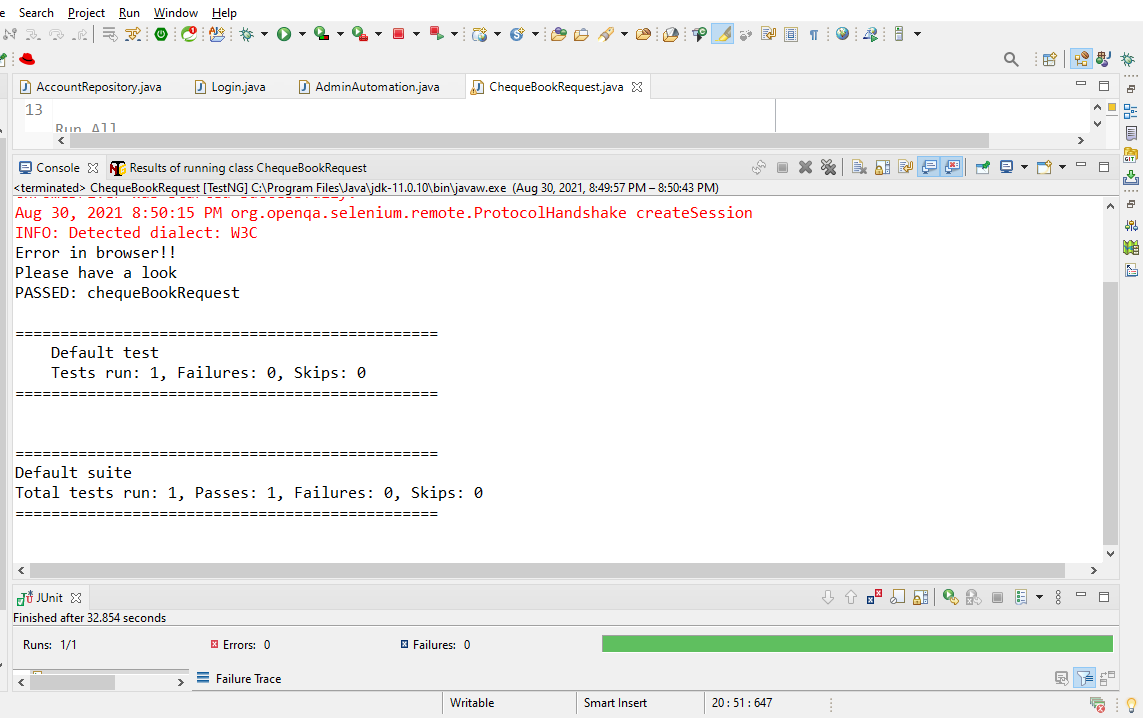 e Search Project Run Window Help
AccountRepository.java Login.java AdminAutomation.java ChequeBookRequest.java
13
Run All
Console Results of running class ChequeBookRequest
<terminated> ChequeBookRequest [TestNG] C:\Program Files\Java\jdk-11.0.10\bin\javaw.exe (Aug 30, 2021, 8:49:57 PM – 8:50:43 PM)
Aug 30, 2021 8:50:15 PM org.openqa.selenium.remote.ProtocolHandshake createSession
INFO: Detected dialect: W3C
Error in browser!!
Please have a look
PASSED: chequeBookRequest
===============================================
Default test
Tests run: 1, Failures: 0, Skips: 0
===============================================
===============================================
Default suite
Total tests run: 1, Passes: 1, Failures: 0, Skips: 0
===============================================
JUnit
Finished after 32.854 seconds
Runs: 1/1 Errors: 0 Failures: 0
Failure Trace
Writable Smart Insert 20 : 51 : 647